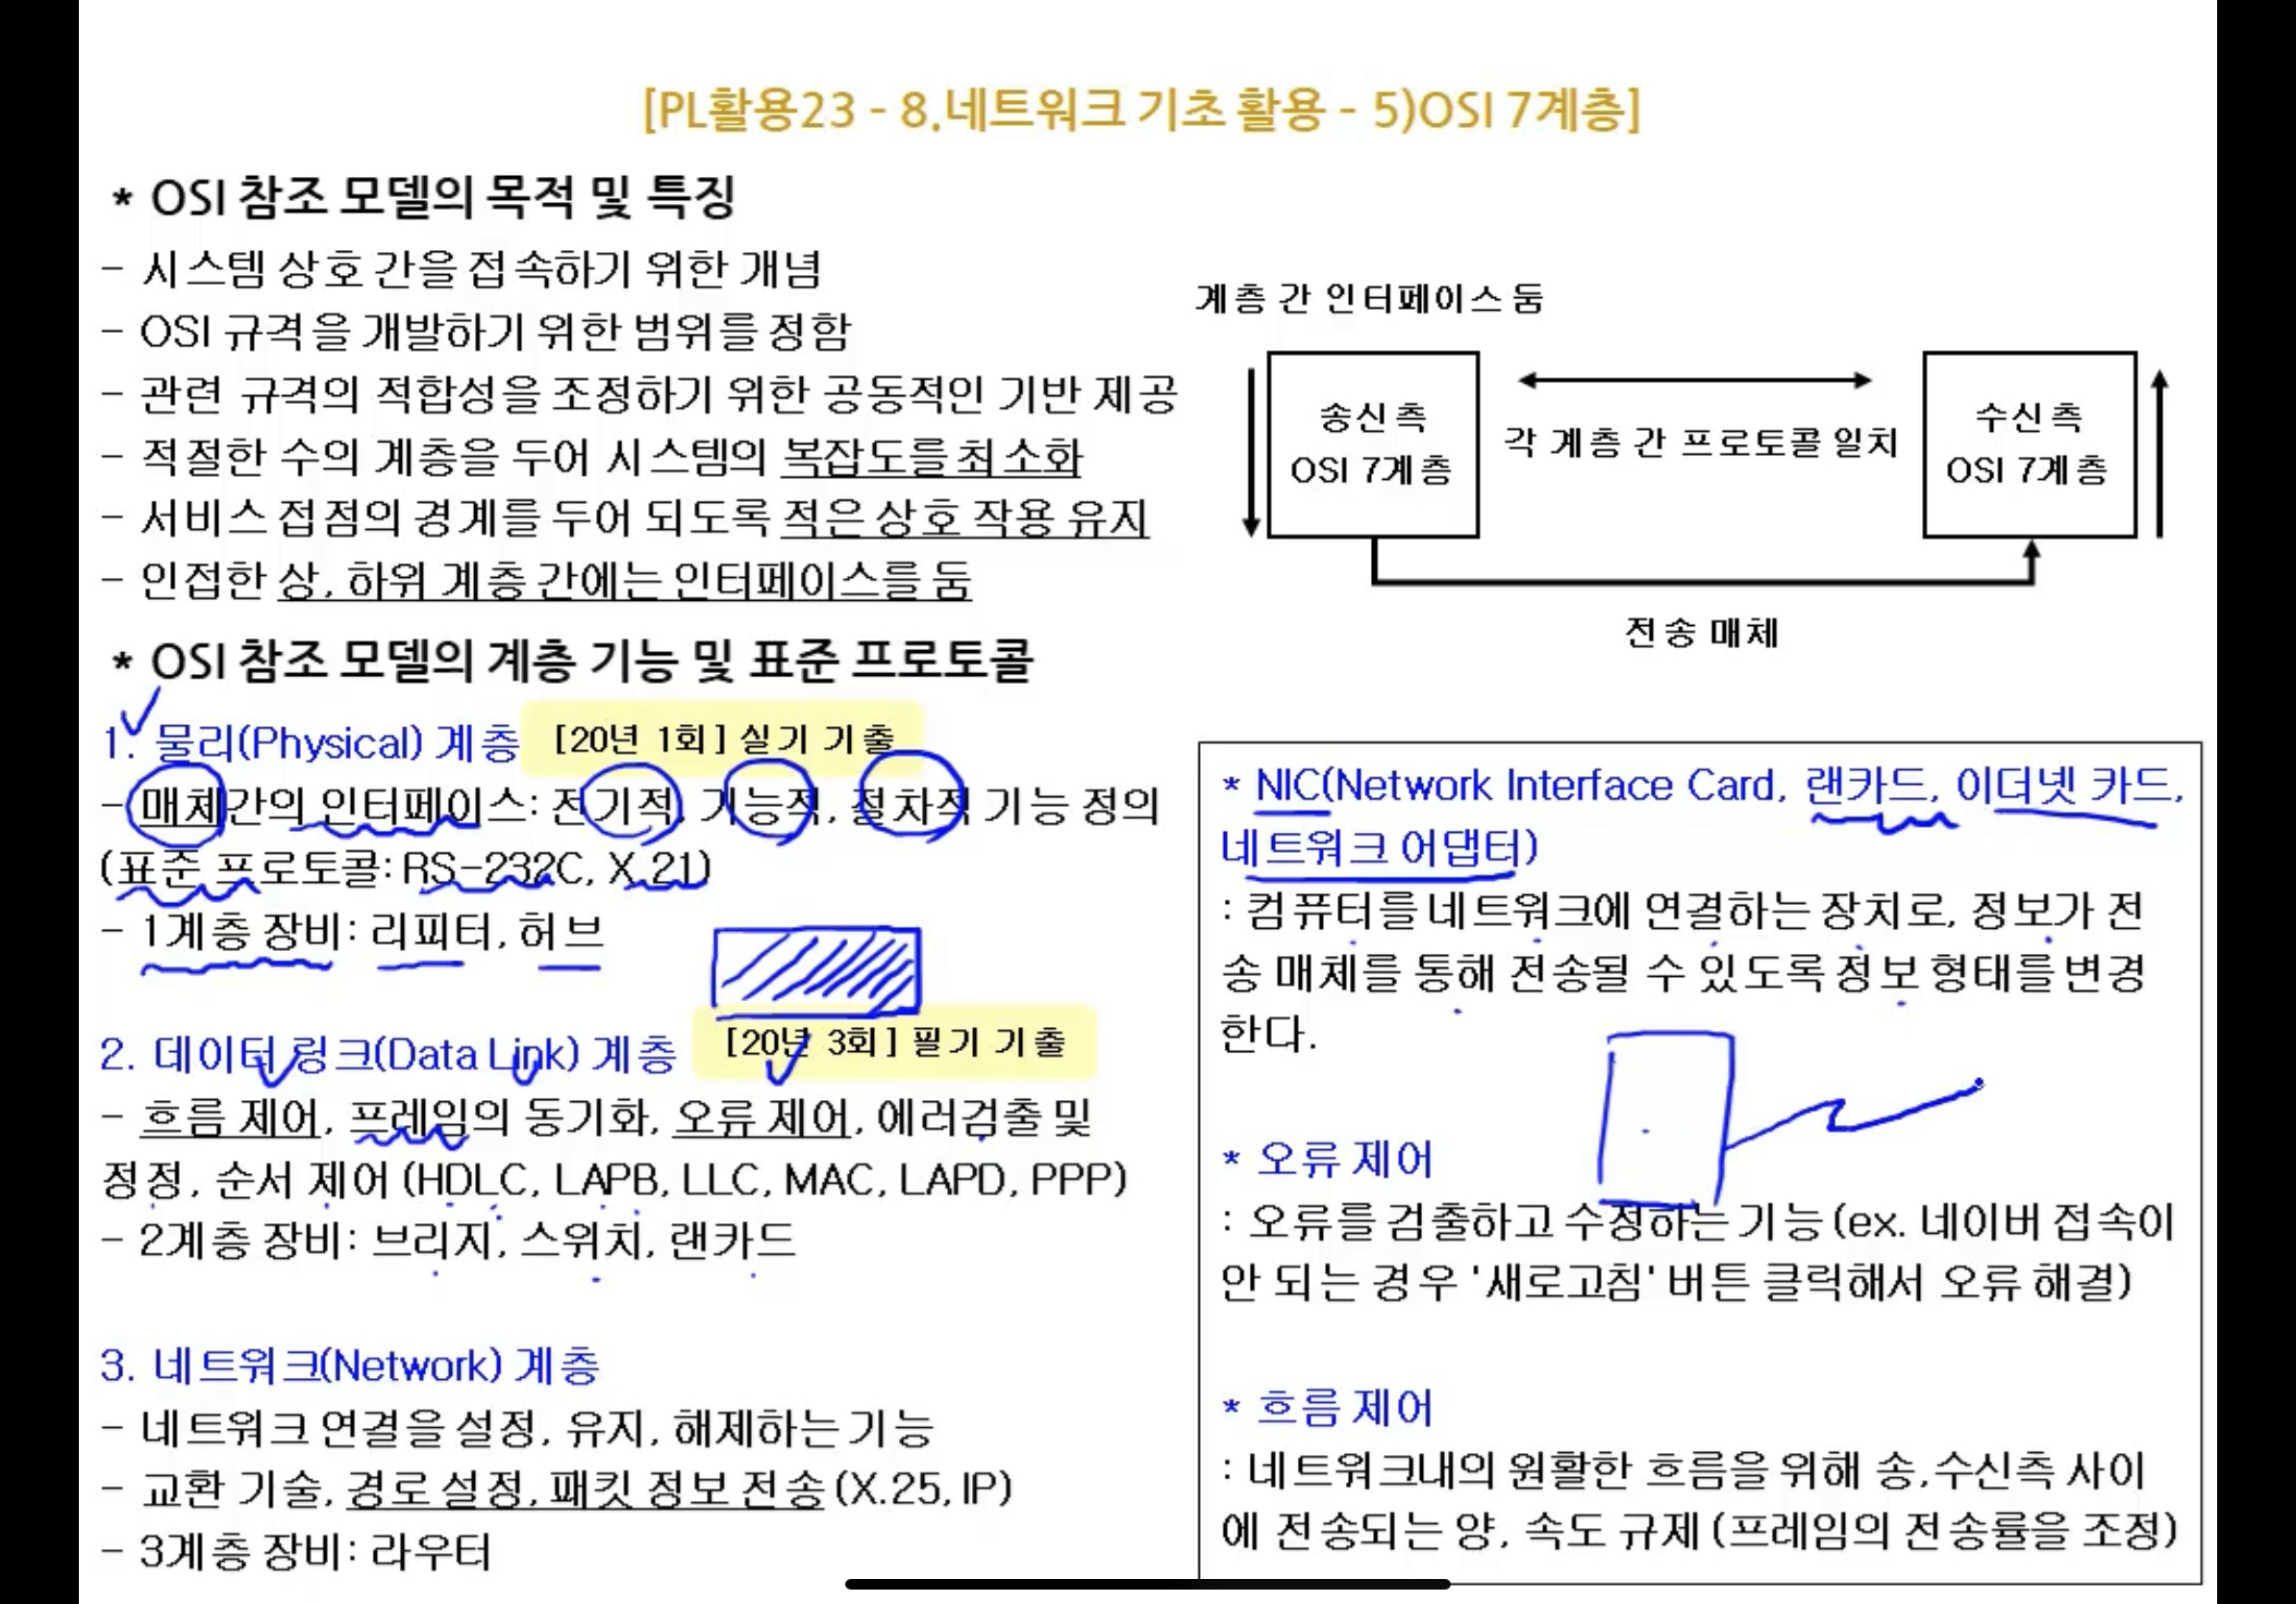 [PL활용23 - 8.네트워크 기초 활용 - 5)OSI 7계층]
* OSI 참조 모델의 목적 및 특징
- 시스템 상호 간을 접속하기 위한 개념
- OSI 규격을 개발하기 위한 범위를 정함
- 관련 규격의 적합성을 조정하기 위한 공동적인 기반 제공
- 적절한 수의 계층을 두어 시스템의 복잡도를 최소화
- 서비스 접점의 경계를 두어 되도록 적은 상호 작용 유지
- 인접한 상, 하위 계층 간에는 인터페이스를 둠
계층 간 인터페이스 둠
송신 측
OSI 7계층
각 계층 간 프로토콜 일치
수신 측
OSI 7계층
전송 매체
* OSI 참조 모델의 계층 기능 및 표준 프로토콜
1. 물리(Physical) 계층 [20년 1회] 실기 기출
- 매체 간의 인터페이스: 전기적, 기능적, 절차적 기능 정의
(표준 프로토콜: RS-232C, X.21)
- 1계층 장비: 리피터, 허브
2. 데이터 링크(Data Link) 계층 [20년 3회] 필기 기출
- 흐름 제어, 프레임의 동기화, 오류 제어, 에러검출 및
정정, 순서 제어 (HDLC, LAPB, LLC, MAC, LAPD, PPP)
- 2계층 장비: 브리지, 스위치, 랜카드
3. 네트워크(Network) 계층
- 네트워크 연결을 설정, 유지, 해제하는 기능
- 교환 기술, 경로 설정, 패킷 정보 전송 (X.25, IP)
- 3계층 장비: 라우터
* NIC(Network Interface Card, 랜카드, 이더넷 카드,
네트워크 어댑터)
: 컴퓨터를 네트워크에 연결하는 장치로, 정보가 전
송 매체를 통해 전송될 수 있도록 정보 형태를 변경
한다.
* 오류 제어
: 오류를 검출하고 수정하는 기능 (ex. 네이버 접속이
안 되는 경우 '새로고침' 버튼 클릭해서 오류 해결)
* 흐름 제어
: 네트워크내의 원활한 흐름을 위해 송,수신측 사이
에 전송되는 양, 속도 규제 (프레임의 전송률을 조정)